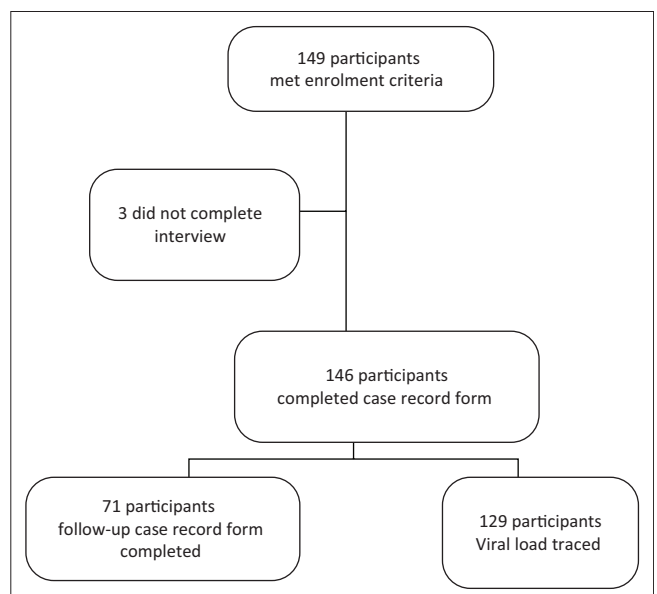 149 participants
met enrolment criteria
3 did not complete
interview
146 participants
completed case record form
71 participants
follow-up case record form
completed
129 participants
Viral load traced